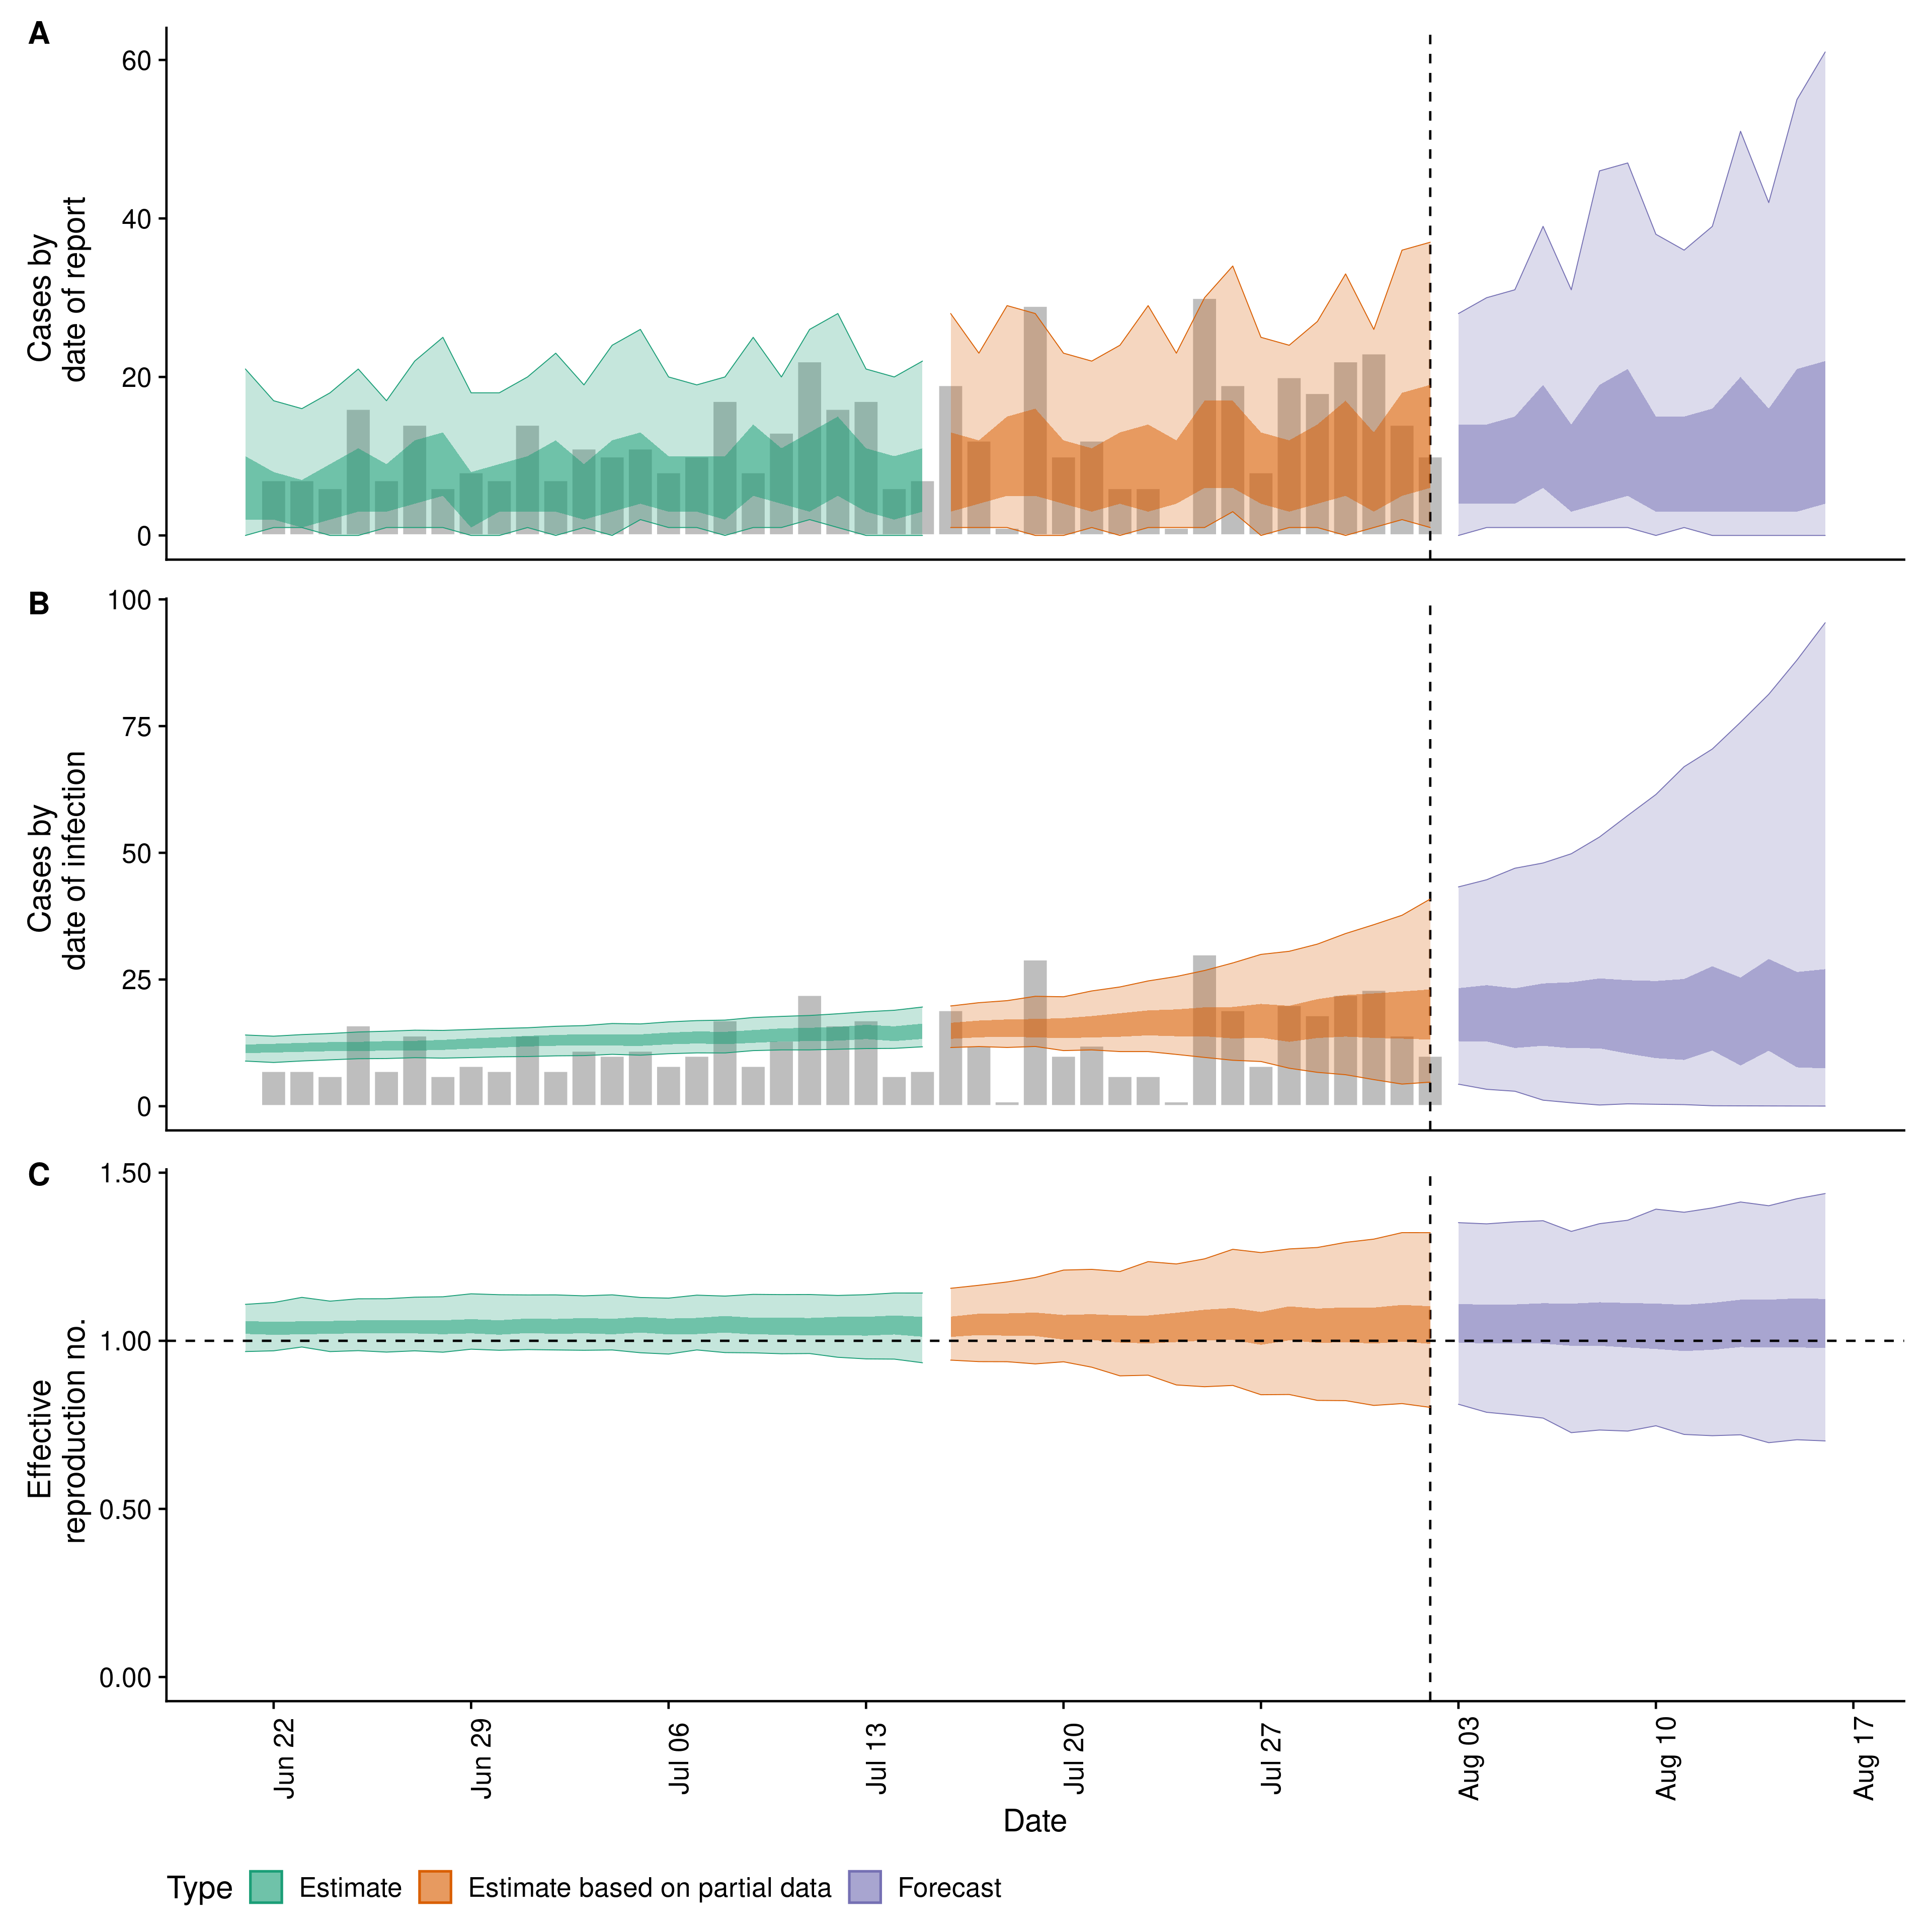 A
60
40
20
0
Cases by
date of report
B
100
75
50
25
0
Cases by
date of infection
C
1.50
1.00
0.50
0.00
Effective
reproduction no.
Jun 22
Jun 29
Jul 06
Jul 13
Jul 20
Jul 27
Aug 03
Aug 10
Aug 17
Date
Type Estimate Estimate based on partial data Forecast